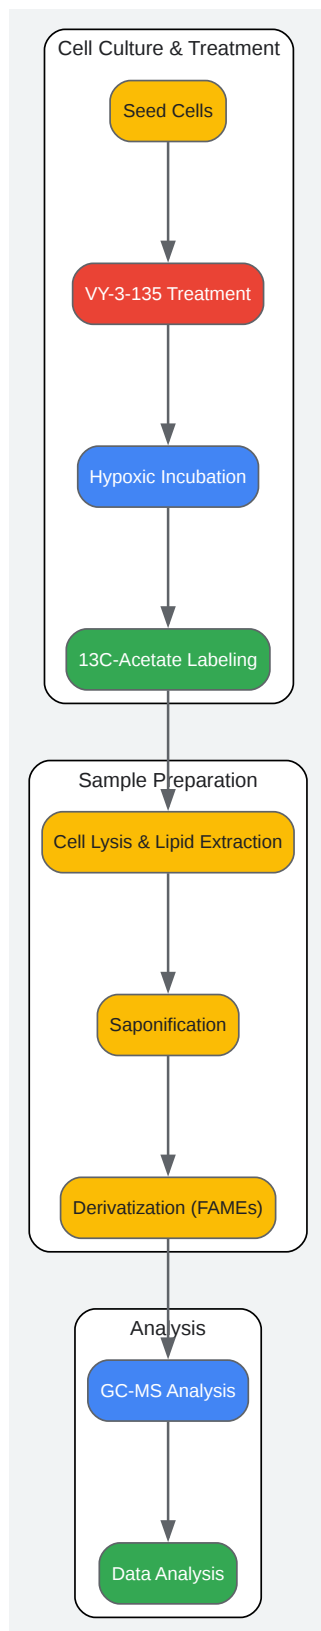 Cell Culture & Treatment
Seed Cells
VY-3-135 Treatment
Hypoxic Incubation
13C-Acetate Labeling
Sample Preparation
Cell Lysis & Lipid Extraction
Saponification
Derivatization (FAMEs)
Analysis
GC-MS Analysis
Data Analysis